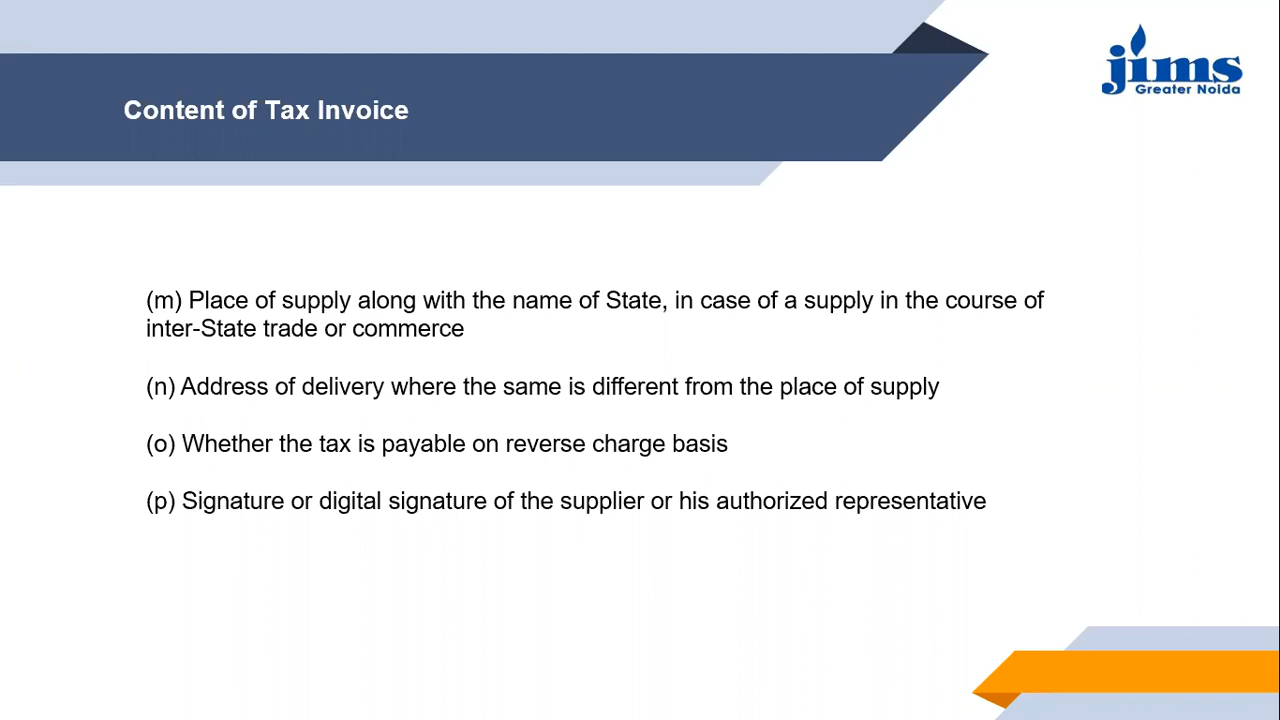 jims
Greater Noida
Content of Tax Invoice
(m) Place of supply along with the name of State, in case of a supply in the course of
inter-State trade or commerce
(n) Address of delivery where the same is different from the place of supply
(o) Whether the tax is payable on reverse charge basis
(p) Signature or digital signature of the supplier or his authorized representative